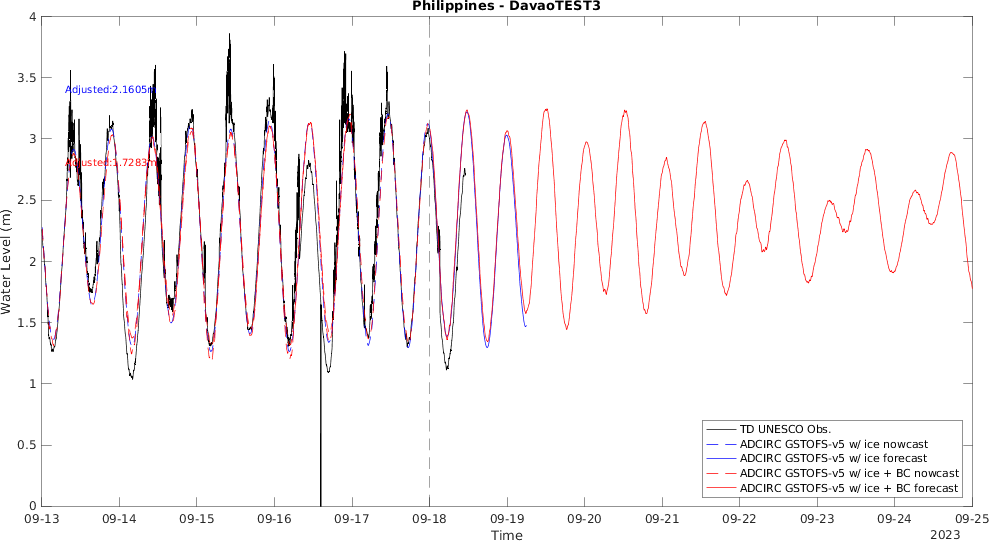 Philippines - DavaoTEST3
4
3.5
3
2.5
2
1.5
1
0.5
0
Water Level (m)
Adjusted:2.1605m
Adjusted:1.7283m
TD UNESCO Obs.
ADCIRC GSTOFS-v5 w/ ice nowcast
ADCIRC GSTOFS-v5 w/ ice forecast
ADCIRC GSTOFS-v5 w/ ice + BC nowcast
ADCIRC GSTOFS-v5 w/ ice + BC forecast
09-13 09-14 09-15 09-16 09-17 09-18 09-19 09-20 09-21 09-22 09-23 09-24 09-25
Time
2023